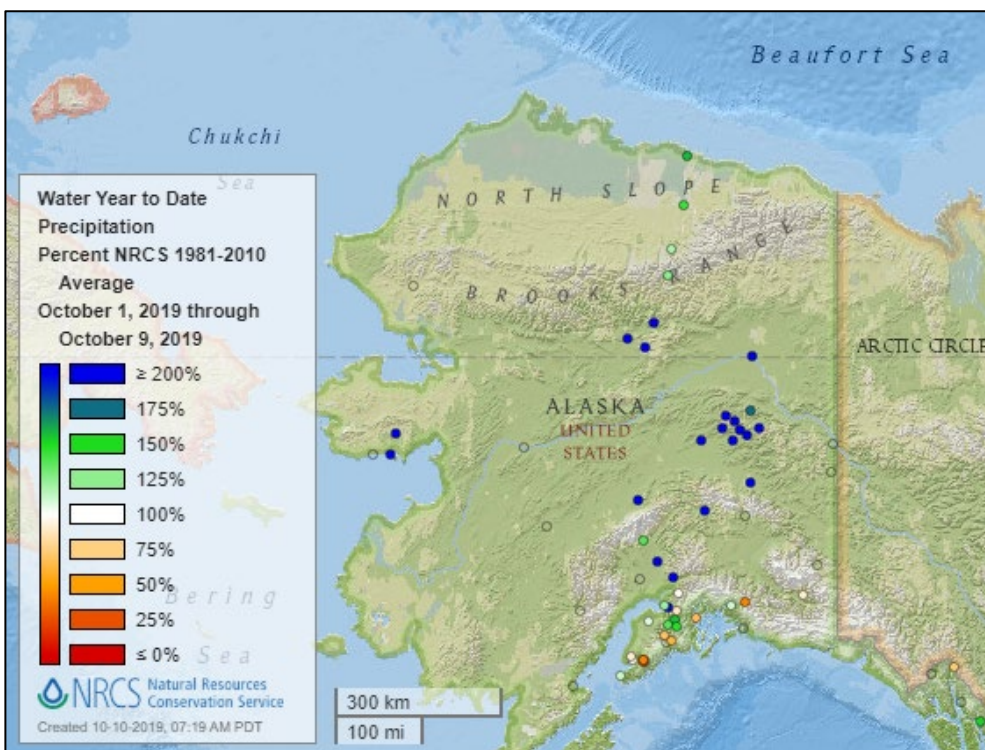 Beaufort Sea
Chukchi
Sea
NORTH SLOPE
BROOKS RANGE
ARCTIC CIRCLE
ALASKA
UNITED
STATES
Bering
Sea
Water Year to Date
Precipitation
Percent NRCS 1981-2010
Average
October 1, 2019 through
October 9, 2019
≥ 200%
175%
150%
125%
100%
75%
50%
25%
≤ 0%
NRCS Natural Resources
Conservation Service
Created 10-10-2019, 07:19 AM PDT
300 km
100 mi